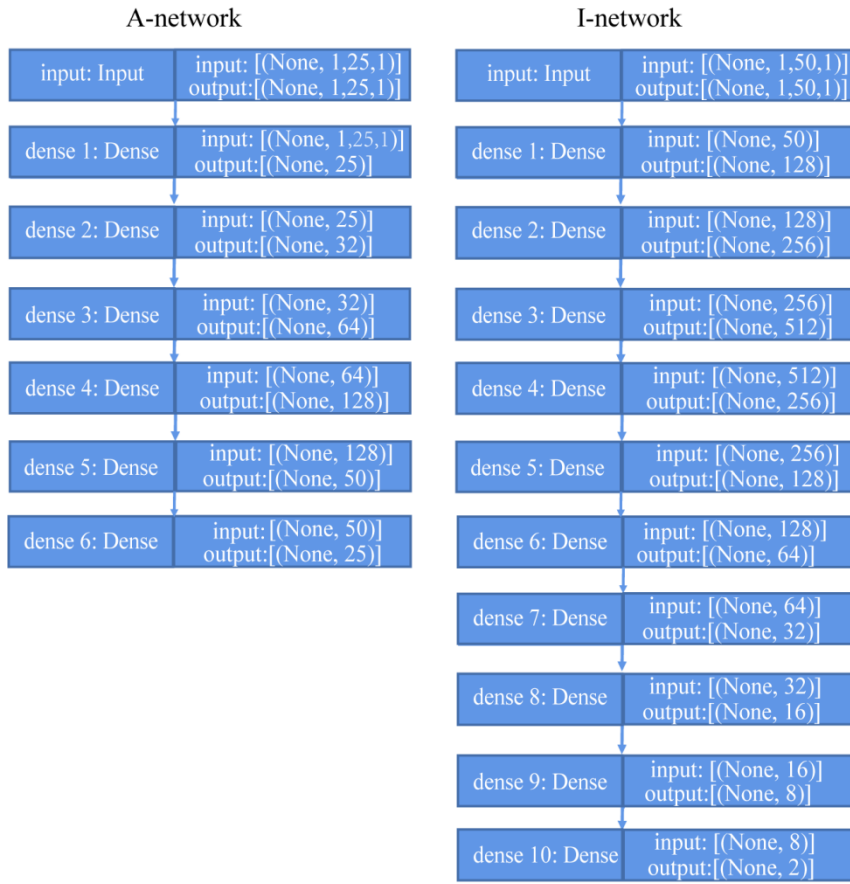 A-network
input: Input
input: [(None, 1,25,1)]
output:[(None, 1,25,1)]
dense 1: Dense
input: [(None, 1,25,1)]
output:[(None, 25)]
dense 2: Dense
input: [(None, 25)]
output:[(None, 32)]
dense 3: Dense
input: [(None, 32)]
output:[(None, 64)]
dense 4: Dense
input: [(None, 64)]
output:[(None, 128)]
dense 5: Dense
input: [(None, 128)]
output:[(None, 50)]
dense 6: Dense
input: [(None, 50)]
output:[(None, 25)]
I-network
input: Input
input: [(None, 1,50,1)]
output:[(None, 1,50,1)]
dense 1: Dense
input: [(None, 50)]
output:[(None, 128)]
dense 2: Dense
input: [(None, 128)]
output:[(None, 256)]
dense 3: Dense
input: [(None, 256)]
output:[(None, 512)]
dense 4: Dense
input: [(None, 512)]
output:[(None, 256)]
dense 5: Dense
input: [(None, 256)]
output:[(None, 128)]
dense 6: Dense
input: [(None, 128)]
output:[(None, 64)]
dense 7: Dense
input: [(None, 64)]
output:[(None, 32)]
dense 8: Dense
input: [(None, 32)]
output:[(None, 16)]
dense 9: Dense
input: [(None, 16)]
output:[(None, 8)]
dense 10: Dense
input: [(None, 8)]
output:[(None, 2)]